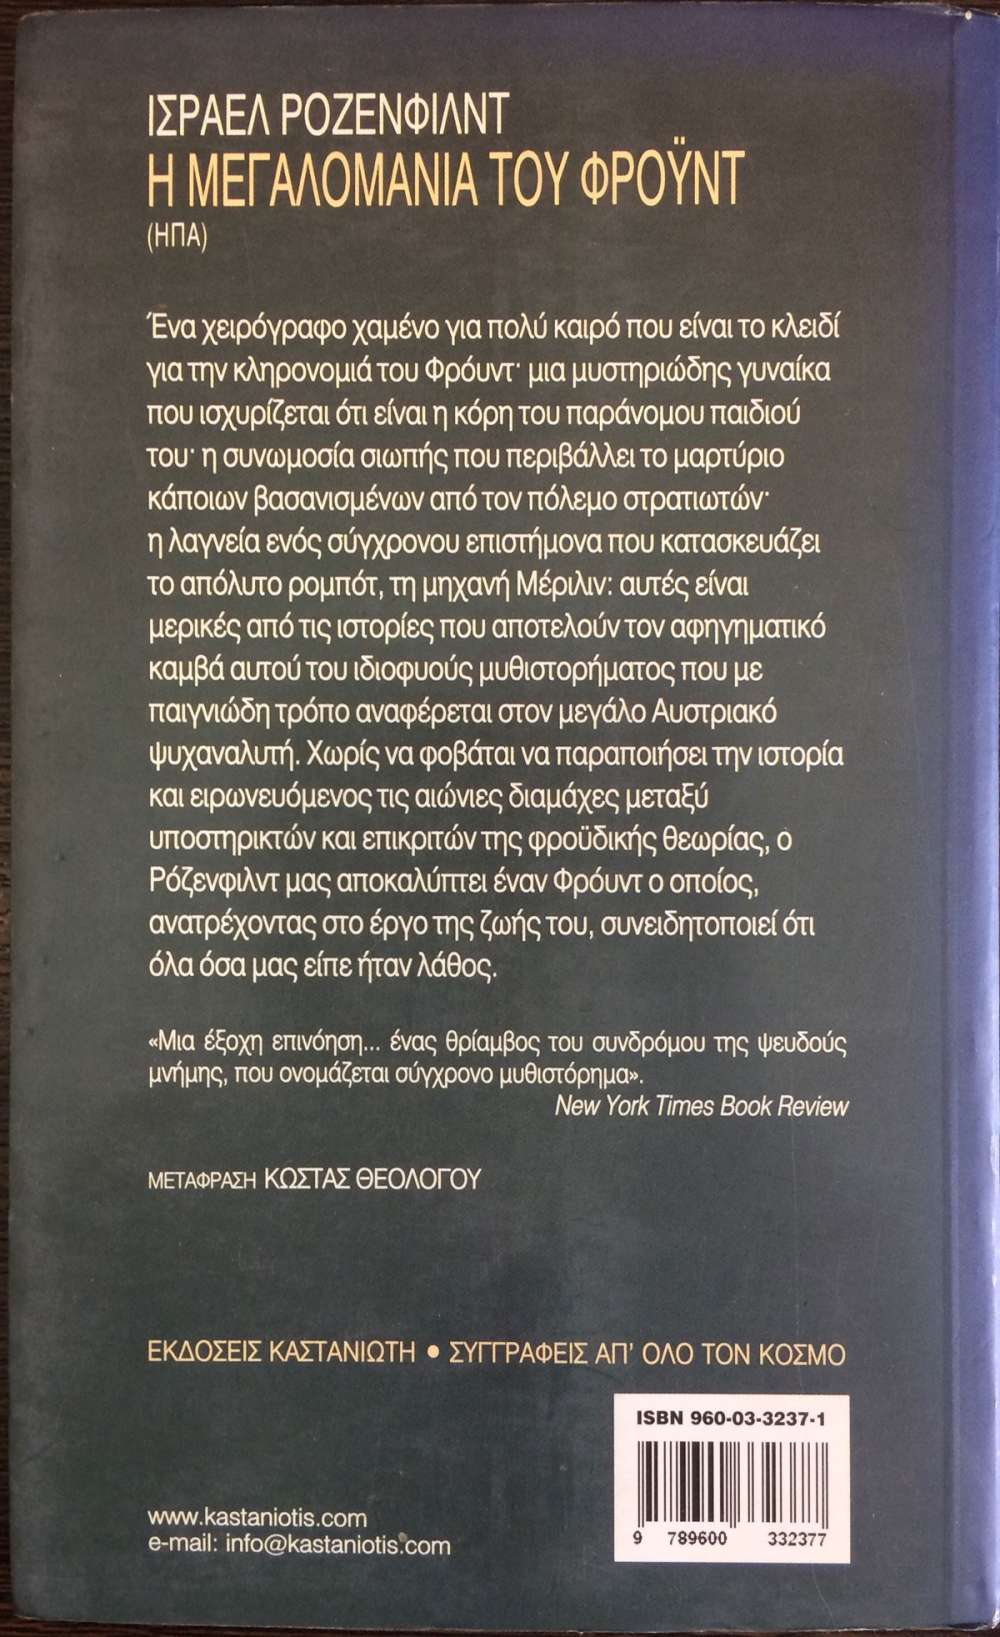 ΙΣΡΑΕΛ ΡΟΖΕΝΦΙΛΝΤ
Η ΜΕΓΑΛΟΜΑΝΙΑ ΤΟΥ ΦΡΟΫΝΤ
(ΗΠΑ)
Ένα χειρόγραφο χαμένο για πολύ καιρό που είναι το κλειδί
για την κληρονομιά του Φρόυντ· μια μυστηριώδης γυναίκα
που ισχυρίζεται ότι είναι η κόρη του παράνομου παιδιού
του· η συνωμοσία σιωπής που περιβάλλει το μαρτύριο
κάποιων βασανισμένων από τον πόλεμο στρατιωτών·
η λαγνεία ενός σύγχρονου επιστήμονα που κατασκευάζει
το απόλυτο ρομπότ, τη μηχανή Μέριλιν: αυτές είναι
μερικές από τις ιστορίες που αποτελούν τον αφηγηματικό
καμβά αυτού του ιδιοφυούς μυθιστορήματος που με
παιγνιώδη τρόπο αναφέρεται στον μεγάλο Αυστριακό
ψυχαναλυτή. Χωρίς να φοβάται να παραποιήσει την ιστορία
και ειρωνευόμενος τις αιώνιες διαμάχες μεταξύ
υποστηρικτών και επικριτών της φροϋδικής θεωρίας, ο
Ρόζενφιλντ μας αποκαλύπτει έναν Φρόυντ ο οποίος,
ανατρέχοντας στο έργο της ζωής του, συνειδητοποιεί ότι
όλα όσα μας είπε ήταν λάθος.
«Μια έξοχη επινόηση... ένας θρίαμβος του συνδρόμου της ψευδούς
μνήμης, που ονομάζεται σύγχρονο μυθιστόρημα».
New York Times Book Review
ΜΕΤΑΦΡΑΣΗ ΚΩΣΤΑΣ ΘΕΟΛΟΓΟΥ
ΕΚΔΟΣΕΙΣ ΚΑΣΤΑΝΙΩΤΗ • ΣΥΓΓΡΑΦΕΙΣ ΑΠ' ΟΛΟ ΤΟΝ ΚΟΣΜΟ
ISBN 960-03-3237-1
9 789600 332377
www.kastaniotis.com
e-mail: info@kastaniotis.com